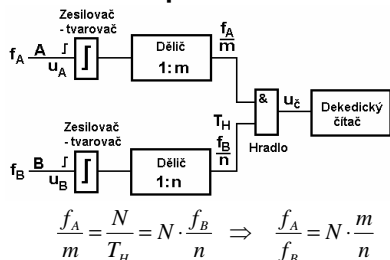 Zesilovač
- tvarovač
f_A A u_A
Dělič
1:m
f_A/m
&
T_H
u_č
Hradlo
Dekedický
čítač
Zesilovač
- tvarovač
f_B B u_B
Dělič
1:n
f_B/n
f_A/m = N/T_H = N · f_B/n ⇒ f_A/f_B = N · m/n